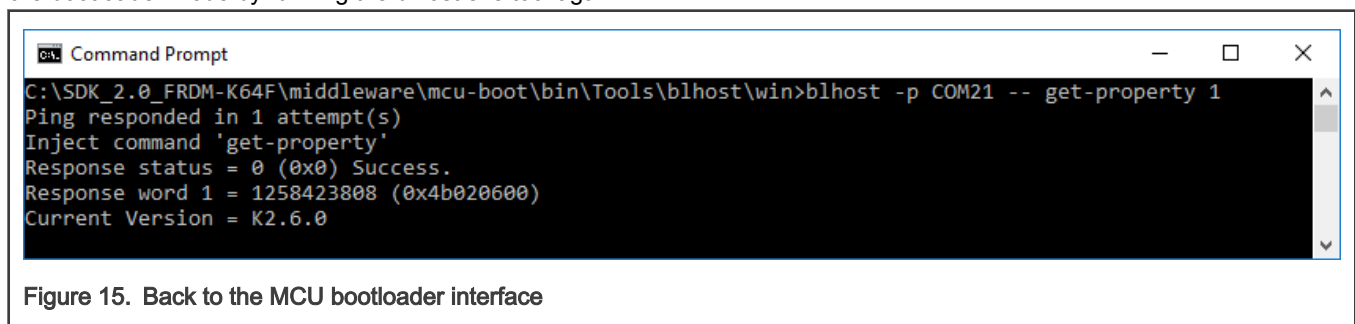 Command Prompt
C:\SDK_2.0_FRDM-K64F\middleware\mcu-boot\bin\Tools\blhost\win>blhost -p COM21 -- get-property 1
Ping responded in 1 attempt(s)
Inject command 'get-property'
Response status = 0 (0x0) Success.
Response word 1 = 1258423808 (0x4b020600)
Current Version = K2.6.0
Figure 15. Back to the MCU bootloader interface